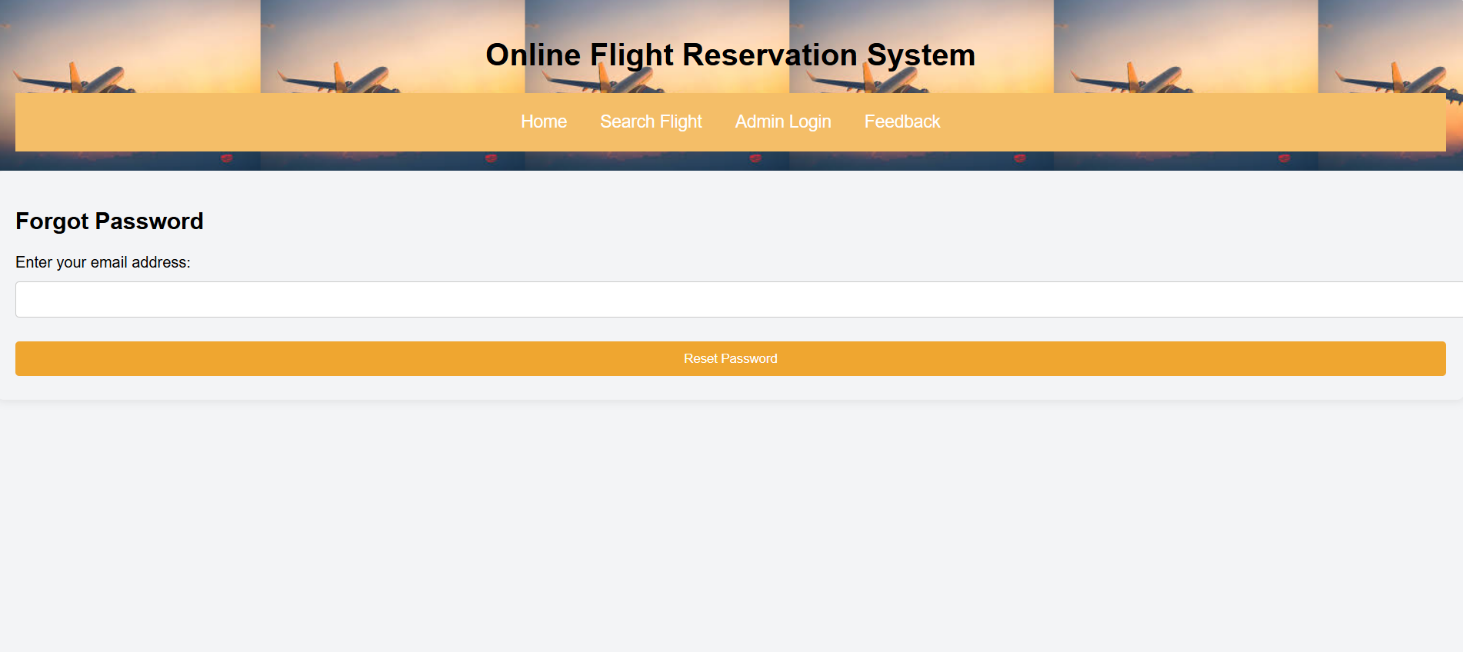 Online Flight Reservation System
Home Search Flight Admin Login Feedback
Forgot Password
Enter your email address:
Reset Password